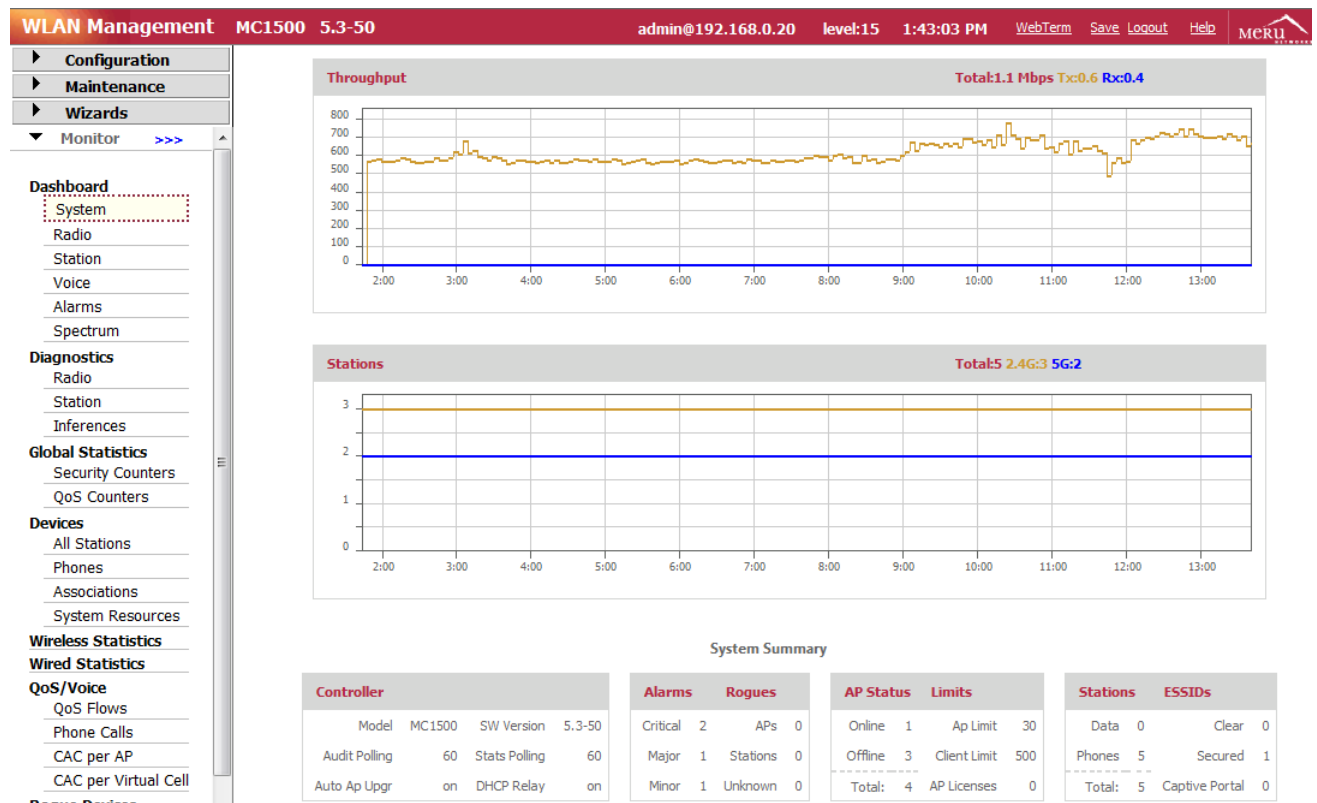 WLAN Management MC1500 5.3-50 admin@192.168.0.20 level:15 1:43:03 PM WebTerm Save Logout Help MERU NETWORKS
Configuration
Maintenance
Wizards
Monitor >>>
Dashboard
System
Radio
Station
Voice
Alarms
Spectrum
Diagnostics
Radio
Station
Inferences
Global Statistics
Security Counters
QoS Counters
Devices
All Stations
Phones
Associations
System Resources
Wireless Statistics
Wired Statistics
QoS/Voice
QoS Flows
Phone Calls
CAC per AP
CAC per Virtual Cell
Rogue Devices
Throughput Total:1.1 Mbps Tx:0.6 Rx:0.4
800
700
600
500
400
300
200
100
0
2:00 3:00 4:00 5:00 6:00 7:00 8:00 9:00 10:00 11:00 12:00 13:00
Stations Total:5 2.4G:3 5G:2
3
2
1
0
2:00 3:00 4:00 5:00 6:00 7:00 8:00 9:00 10:00 11:00 12:00 13:00
System Summary
Controller
Model MC1500 SW Version 5.3-50
Audit Polling 60 Stats Polling 60
Auto Ap Upgr on DHCP Relay on
Alarms Rogues
Critical 2 APs 0
Major 1 Stations 0
Minor 1 Unknown 0
AP Status Limits
Online 1 Ap Limit 30
Offline 3 Client Limit 500
Total: 4 AP Licenses 0
Stations ESSIDs
Data 0 Clear 0
Phones 5 Secured 1
Total: 5 Captive Portal 0